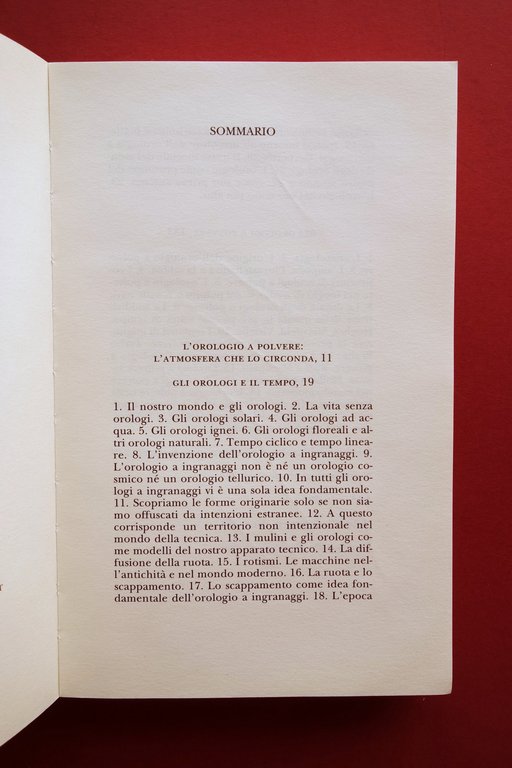 SOMMARIO
L'OROLOGIO A POLVERE:
L'ATMOSFERA CHE LO CIRCONDA, 11
GLI OROLOGI E IL TEMPO, 19
1. Il nostro mondo e gli orologi. 2. La vita senza
orologi. 3. Gli orologi solari. 4. Gli orologi ad ac-
qua. 5. Gli orologi ignei. 6. Gli orologi floreali e al-
tri orologi naturali. 7. Tempo ciclico e tempo linea-
re. 8. L'invenzione dell'orologio a ingranaggi. 9.
L'orologio a ingranaggi non è né un orologio co-
smico né un orologio tellurico. 10. In tutti gli oro-
logi a ingranaggi vi è una sola idea fondamentale.
11. Scopriamo le forme originarie solo se non sia-
mo offuscati da intenzioni estranee. 12. A questo
corrisponde un territorio non intenzionale nel
mondo della tecnica. 13. I mulini e gli orologi co-
me modelli del nostro apparato tecnico. 14. La dif-
fusione della ruota. 15. I rotismi. Le macchine nel-
l'antichità e nel mondo moderno. 16. La ruota e lo
scappamento. 17. Lo scappamento come idea fon-
damentale dell'orologio a ingranaggi. 18. L'epoca